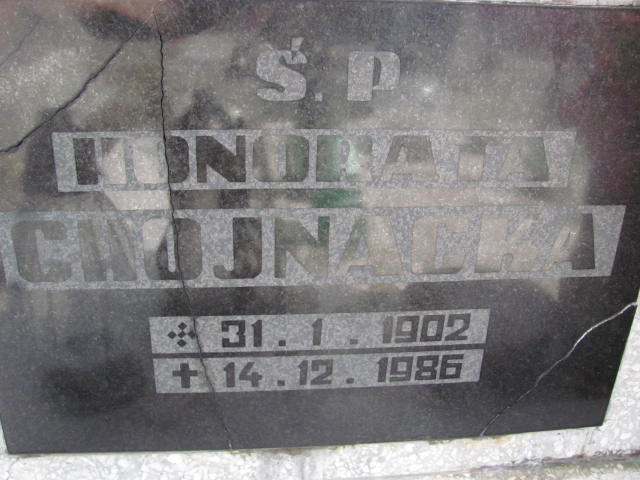 Ś.P.
HONORATA
CHOJNACKA
31.1.1902
✝ 14.12.1986